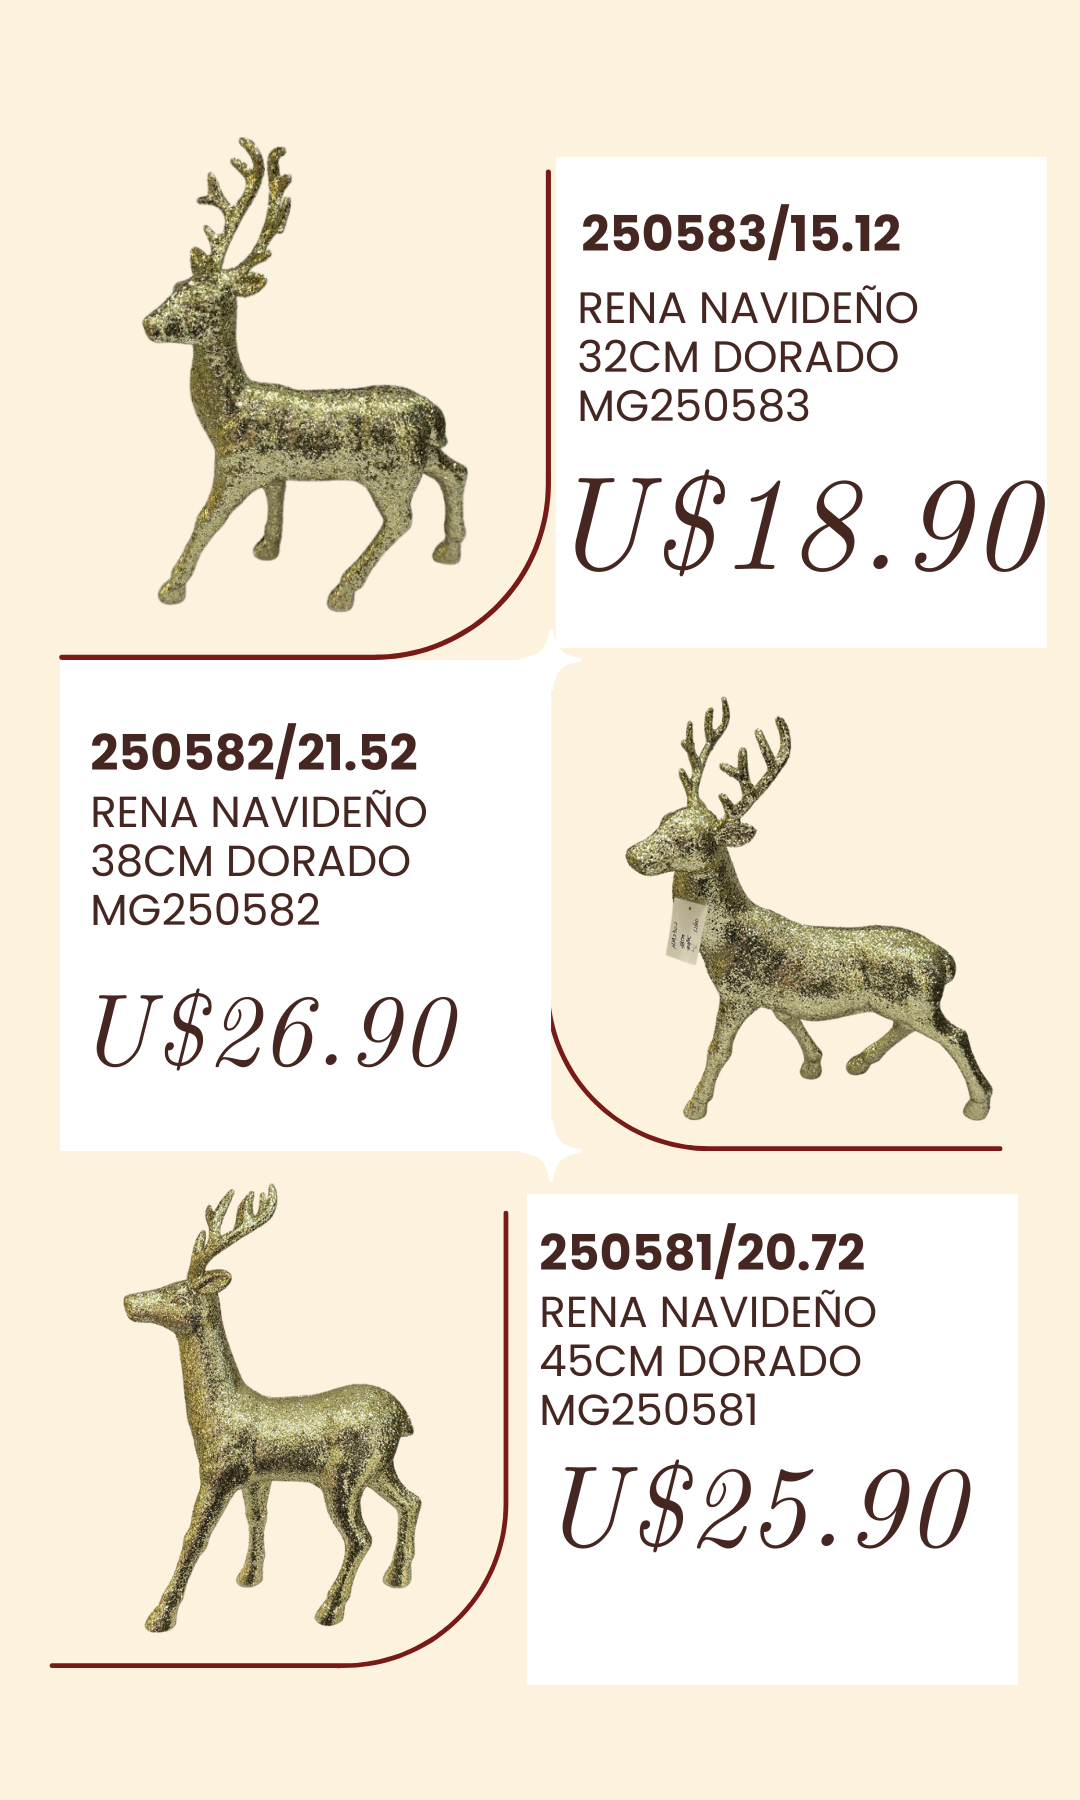 250583/15.12
RENA NAVIDEÑO
32CM DORADO
MG250583
U$18.90
250582/21.52
RENA NAVIDEÑO
38CM DORADO
MG250582
U$26.90
250581/20.72
RENA NAVIDEÑO
45CM DORADO
MG250581
U$25.90